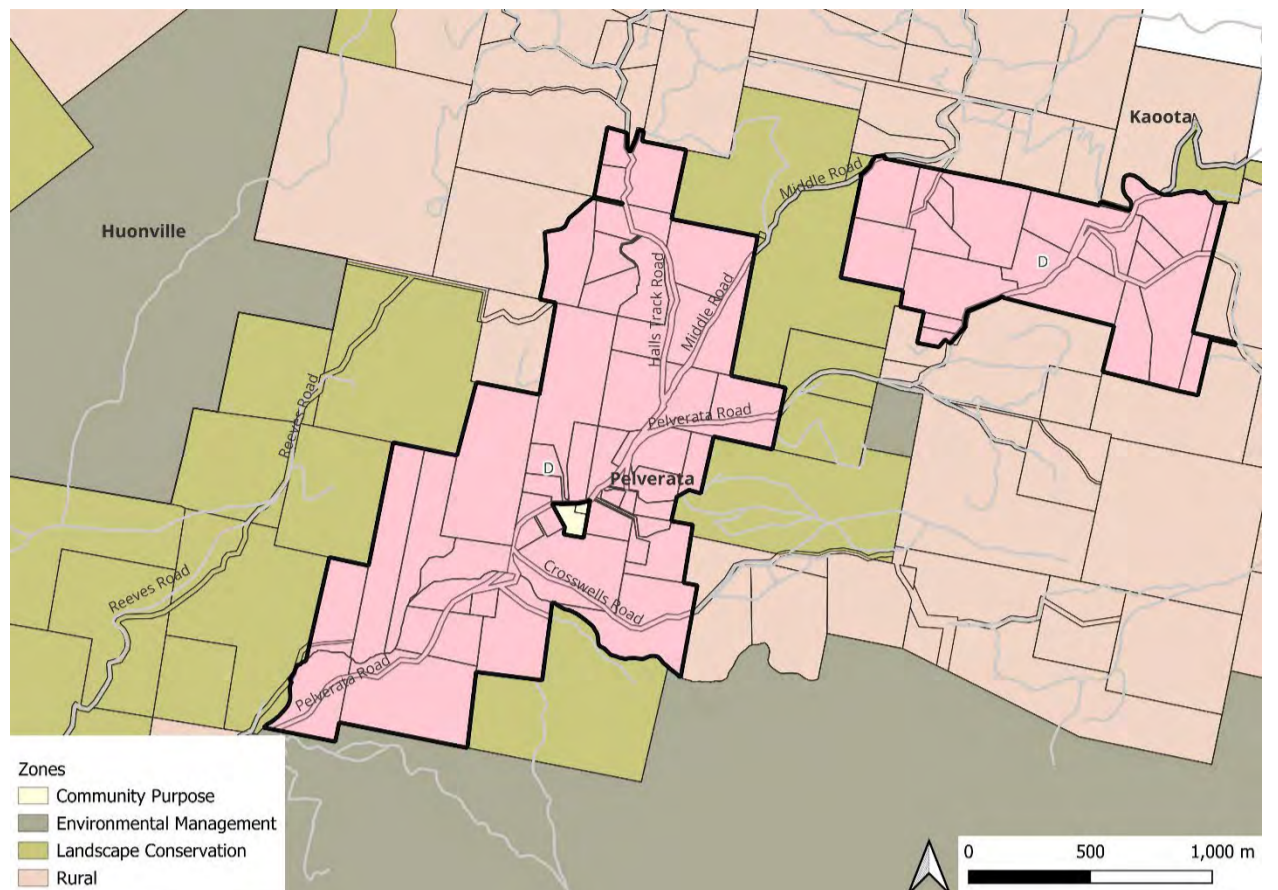 Kaoota
Middle Road
Huonville
D
Halls Track Road
Middle Road
Reeves Road
Pelverata Road
D
Pelverata
Reeves Road
Crosswells Road
Pelverata Road
Zones
Community Purpose
Environmental Management
Landscape Conservation
Rural
0 500 1,000 m